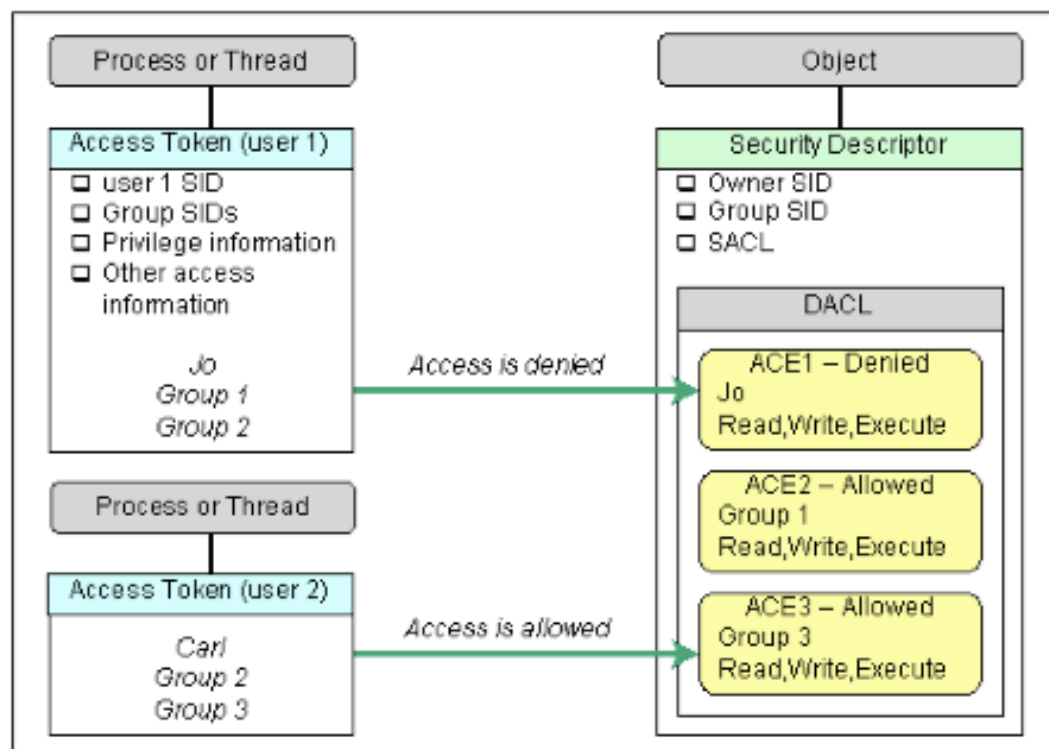 Process or Thread
Access Token (user 1)
user 1 SID
Group SIDs
Privilege information
Other access
information
Jo
Group 1
Group 2
Process or Thread
Access Token (user 2)
Carl
Group 2
Group 3
Access is denied
Access is allowed
Object
Security Descriptor
Owner SID
Group SID
SACL
DACL
ACE1 – Denied
Jo
Read,Write,Execute
ACE2 – Allowed
Group 1
Read,Write,Execute
ACE3 – Allowed
Group 3
Read,Write,Execute